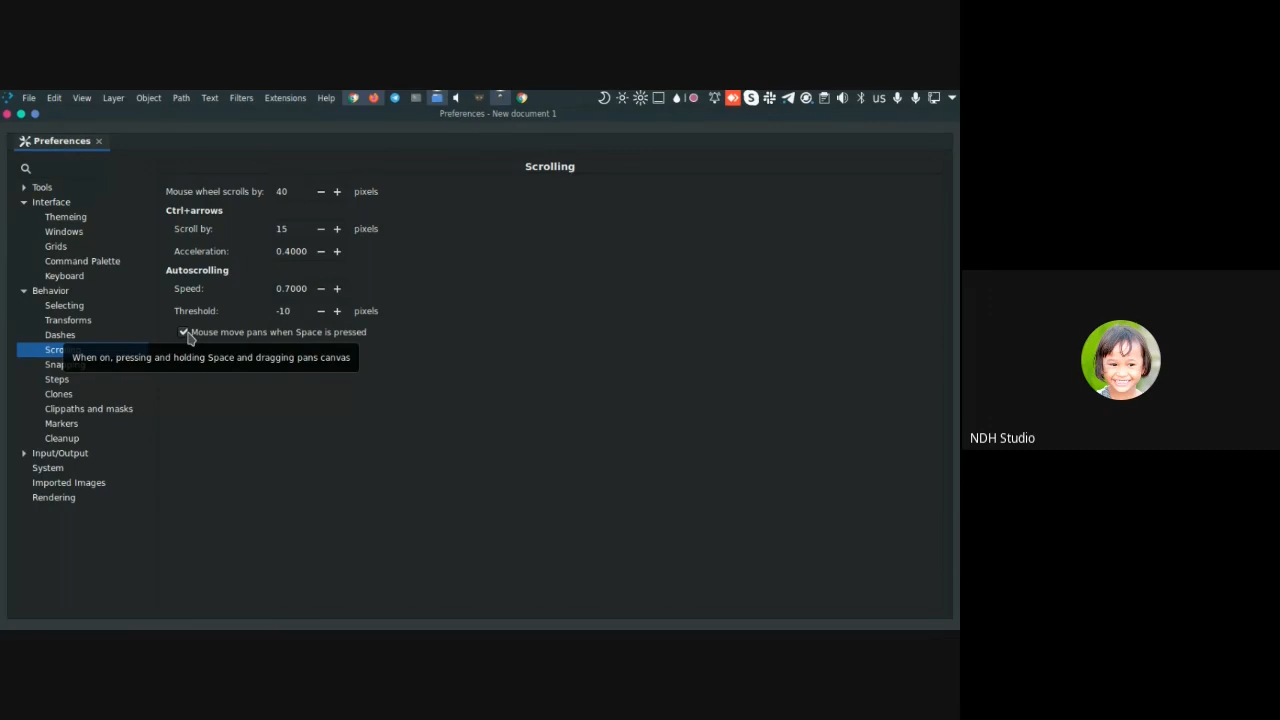 File Edit View Layer Object Path Text Filters Extensions Help US
Preferences - New document 1
Preferences
Scrolling
Tools
Interface
Themeing
Windows
Grids
Command Palette
Keyboard
Behavior
Selecting
Transforms
Dashes
Steps
Clones
Clippaths and masks
Markers
Cleanup
Input/Output
System
Imported Images
Rendering
Mouse wheel scrolls by: 40 pixels
Ctrl+arrows
Scroll by: 15 pixels
Acceleration: 0.4000
Autoscrolling
Speed: 0.7000
Threshold: -10 pixels
Mouse move pans when Space is pressed
When on, pressing and holding Space and dragging pans canvas
NDH Studio